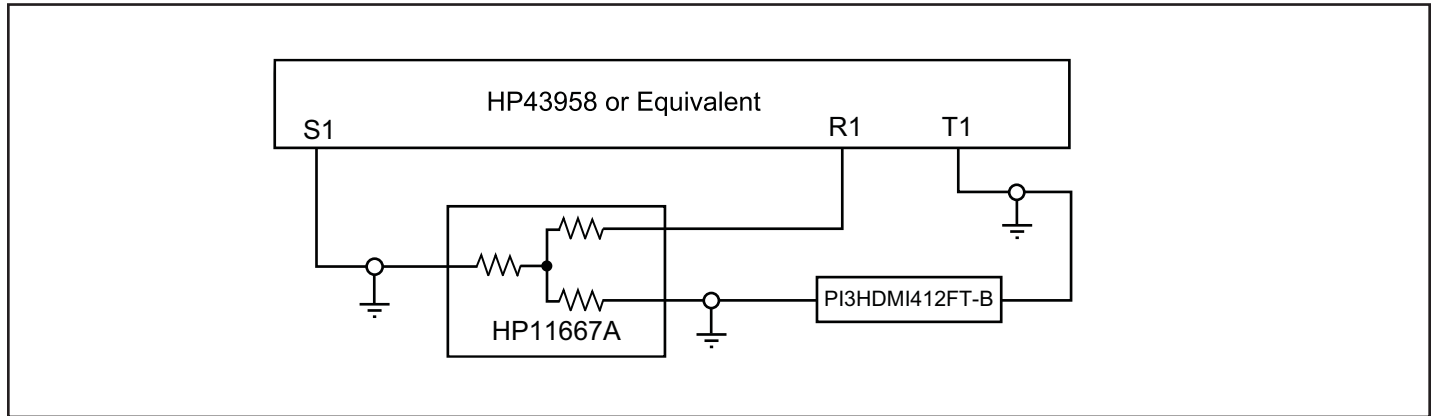 HP43958 or Equivalent
S1
R1
T1
PI3HDMI412FT-B
HP11667A